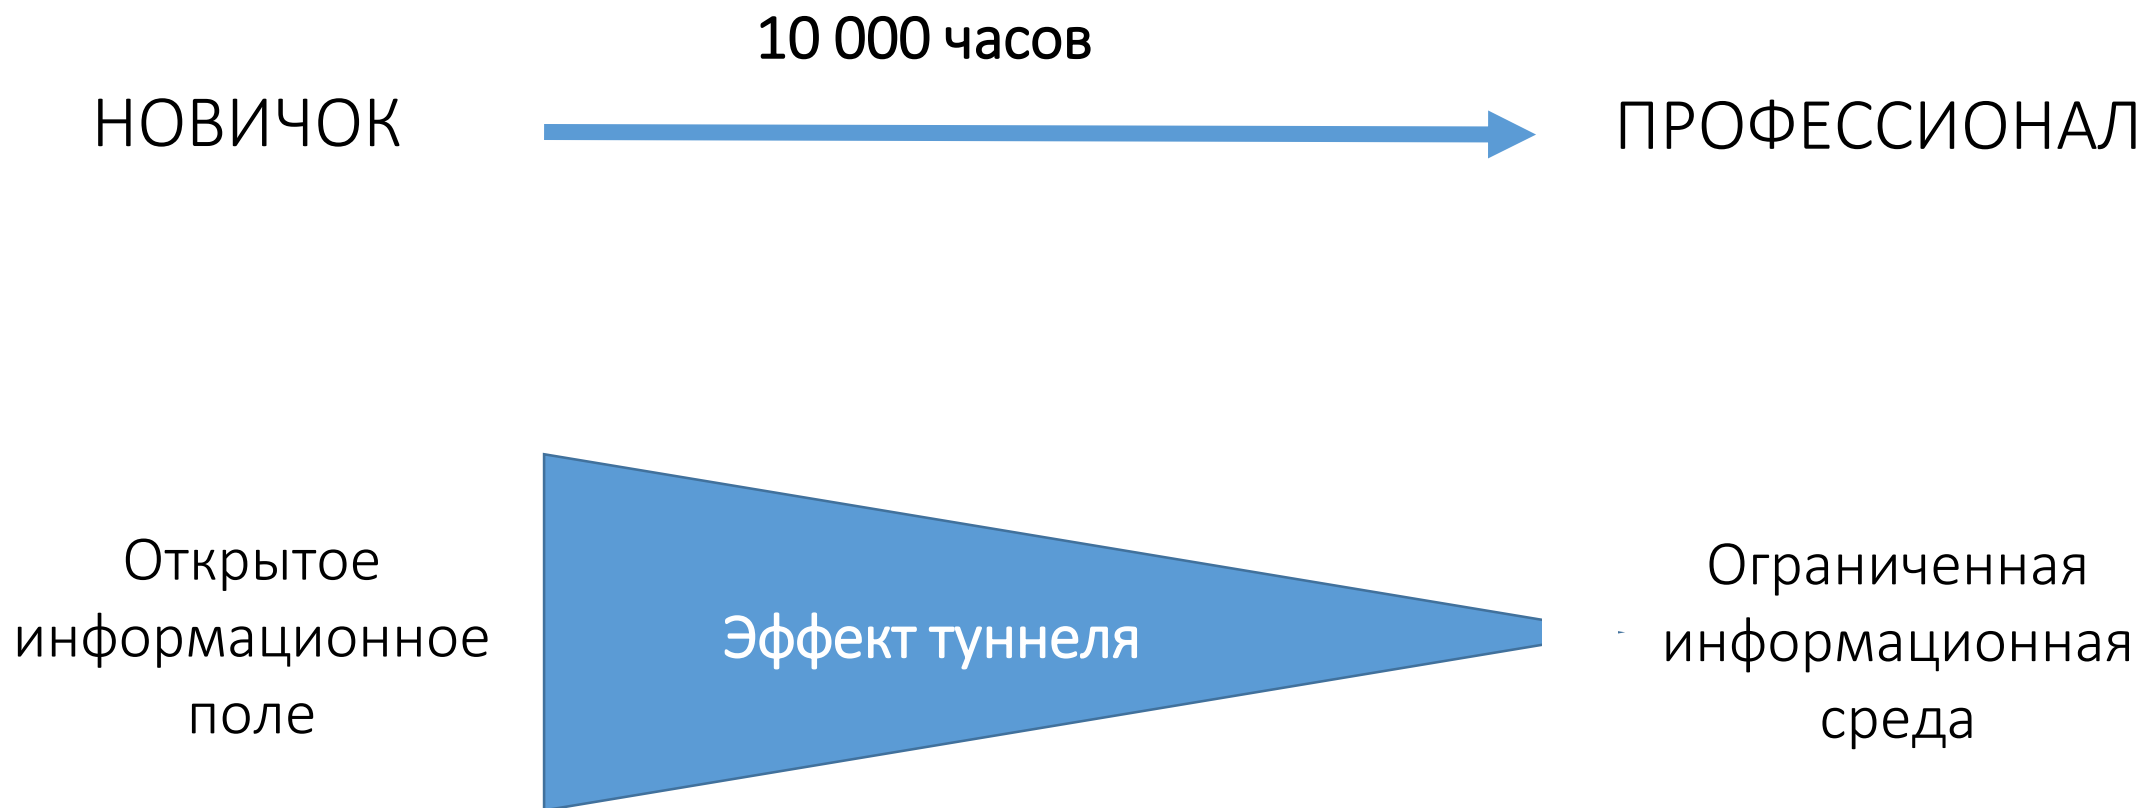 10 000 часов
НОВИЧОК
ПРОФЕССИОНАЛ
Открытое
информационное
поле
Эффект туннеля
Ограниченная
информационная
среда